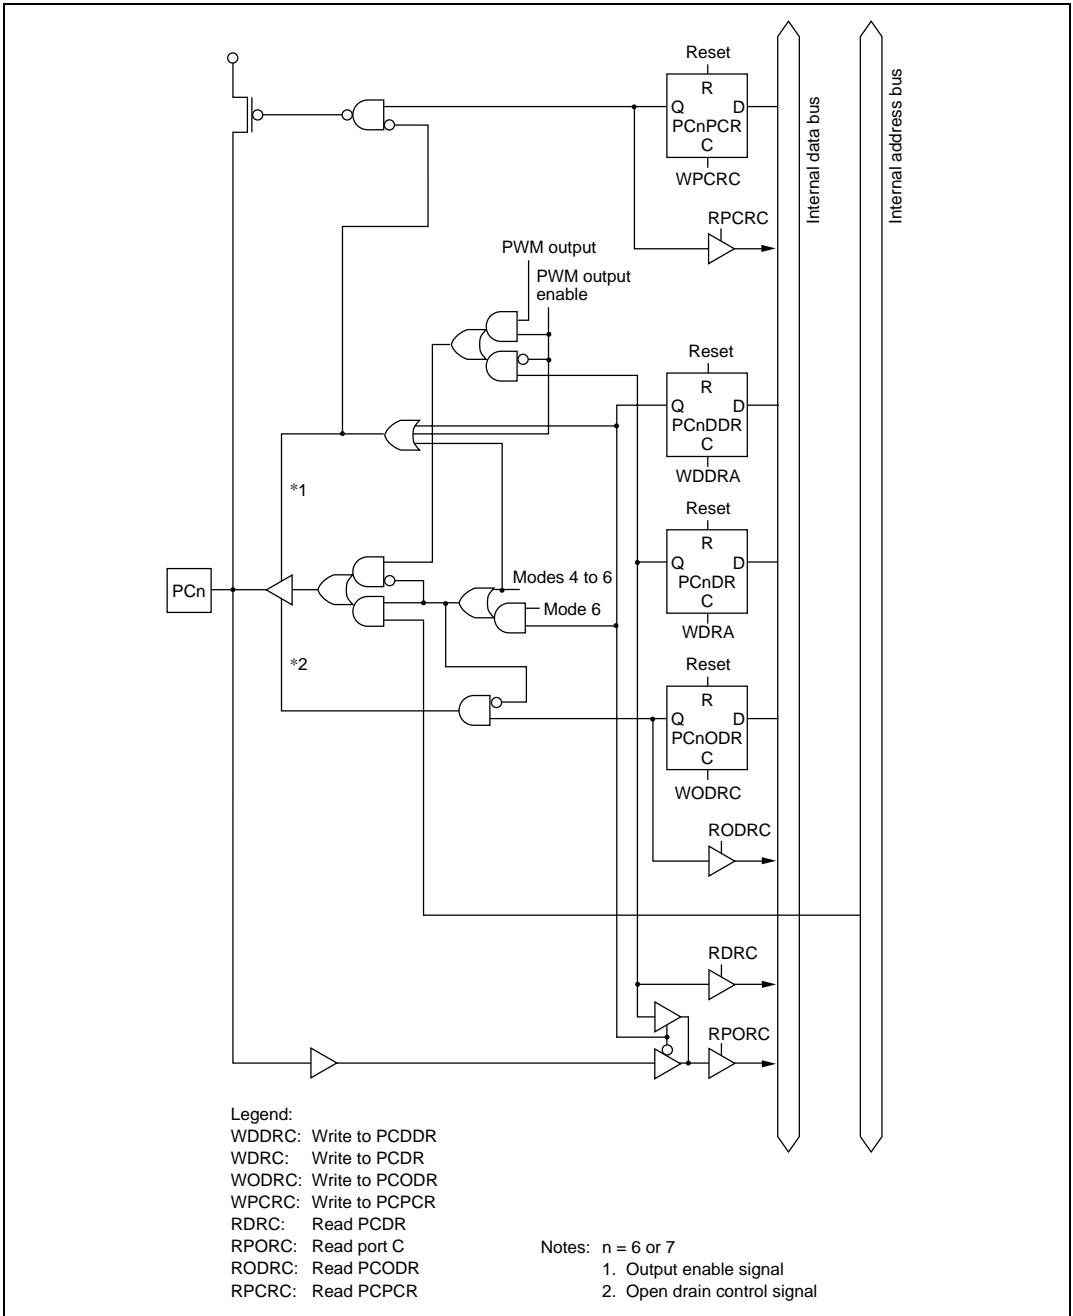 Reset
R
Q D
PCnPCR
C
WPCRC
Internal data bus
Internal address bus
RPCRC
PWM output
PWM output
enable
Reset
R
Q D
PCnDDR
C
WDDRA
*1
Reset
R
Q D
PCnDR
C
WDRA
PCn
Modes 4 to 6
Mode 6
*2
Reset
R
Q D
PCnODR
C
WODRC
RODRC
RDRC
RPORC
Legend:
WDDRC: Write to PCDDR
WDRC: Write to PCDR
WODRC: Write to PCODR
WPCRC: Write to PCPCR
RDRC: Read PCDR
RPORC: Read port C
RODRC: Read PCODR
RPCRC: Read PCPCR
Notes: n = 6 or 7
1. Output enable signal
2. Open drain control signal